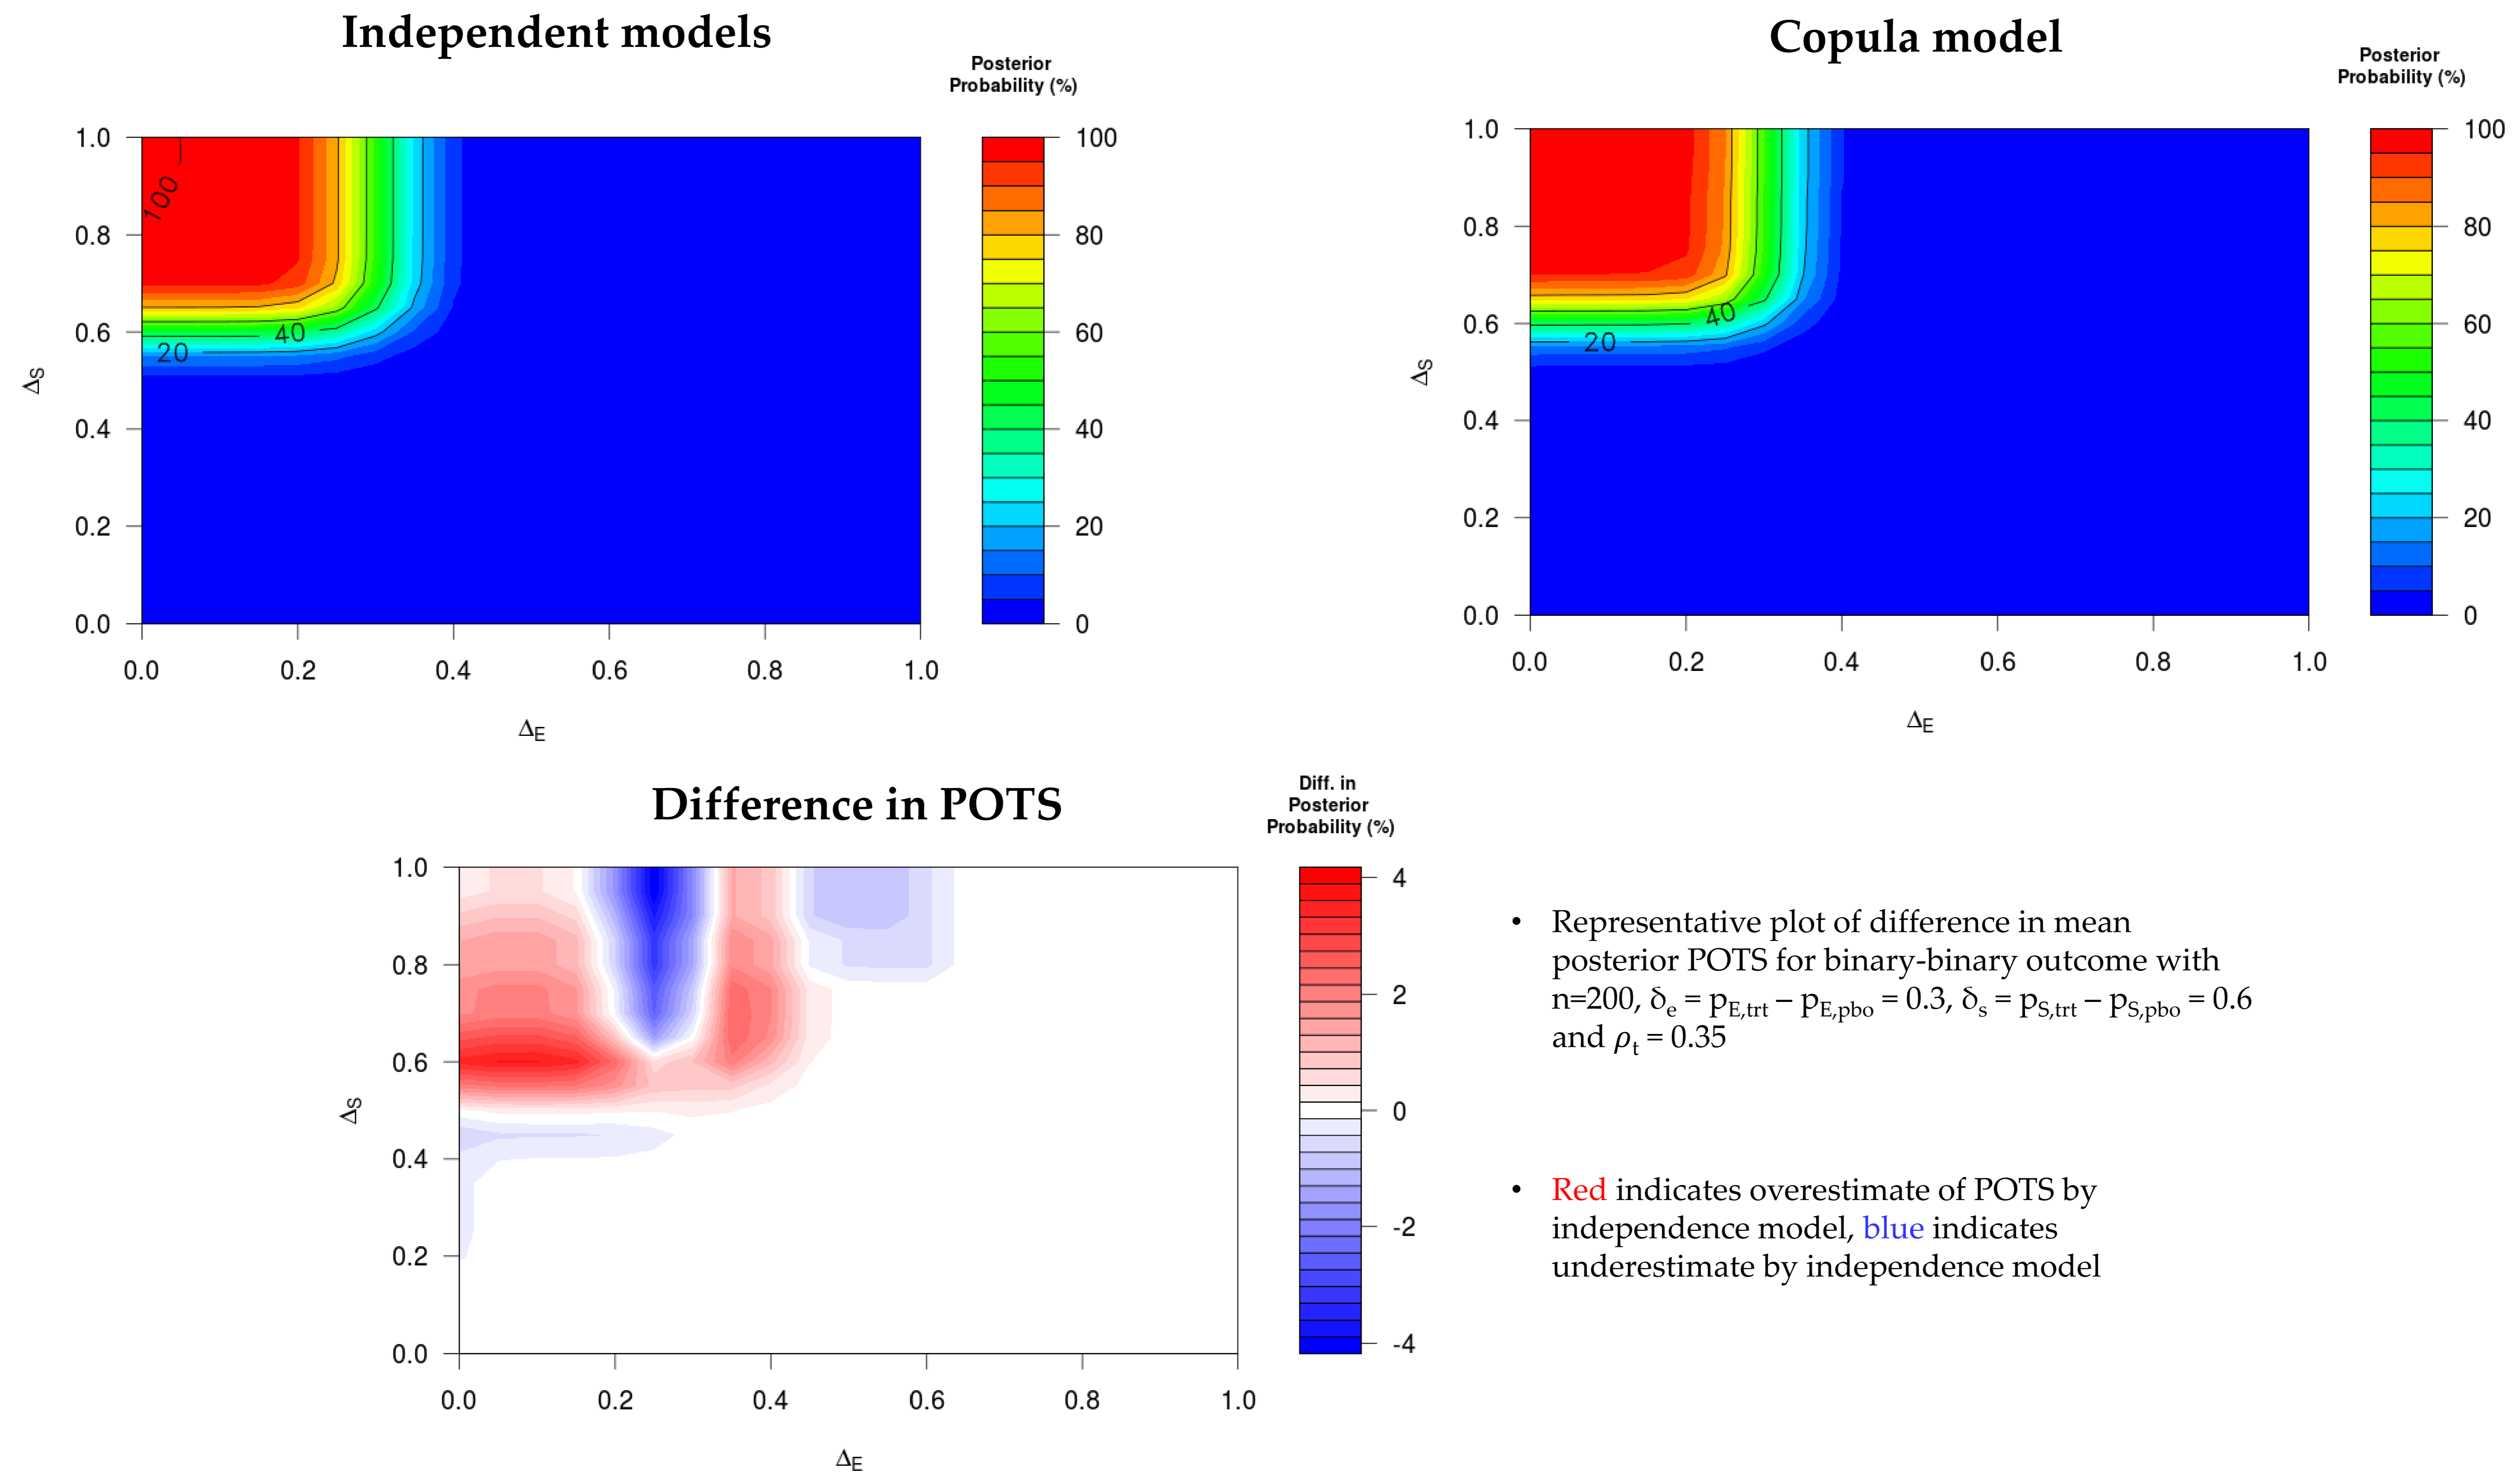 Independent models
Posterior
Probability (%)
1.0
0.8
0.6
0.4
0.2
0.0
100
40
20
0.0 0.2 0.4 0.6 0.8 1.0
100
80
60
40
20
0
ΔS
ΔE
Copula model
Posterior
Probability (%)
1.0
0.8
0.6
0.4
0.2
0.0
40
20
0.0 0.2 0.4 0.6 0.8 1.0
100
80
60
40
20
0
ΔS
ΔE
Difference in POTS
Diff. in
Posterior
Probability (%)
1.0
0.8
0.6
0.4
0.2
0.0
0.0 0.2 0.4 0.6 0.8 1.0
4
2
0
-2
-4
ΔS
ΔE
• Representative plot of difference in mean
posterior POTS for binary-binary outcome with
n=200, δe = pE,trt – pE,pbo = 0.3, δs = pS,trt – pS,pbo = 0.6
and ρt = 0.35
• Red indicates overestimate of POTS by
independence model, blue indicates
underestimate by independence model